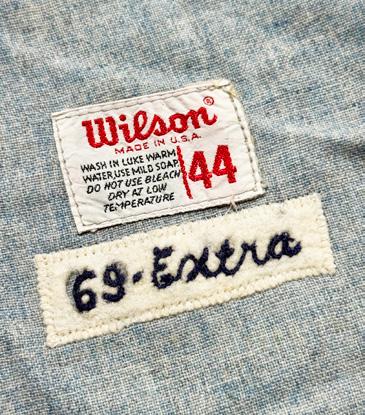 Wilson®
MADE IN U.S.A.
WASH IN LUKE WARM
WATER, USE MILD SOAP.
DO NOT USE BLEACH
DRY AT LOW
TEMPERATURE
44
69-Extra